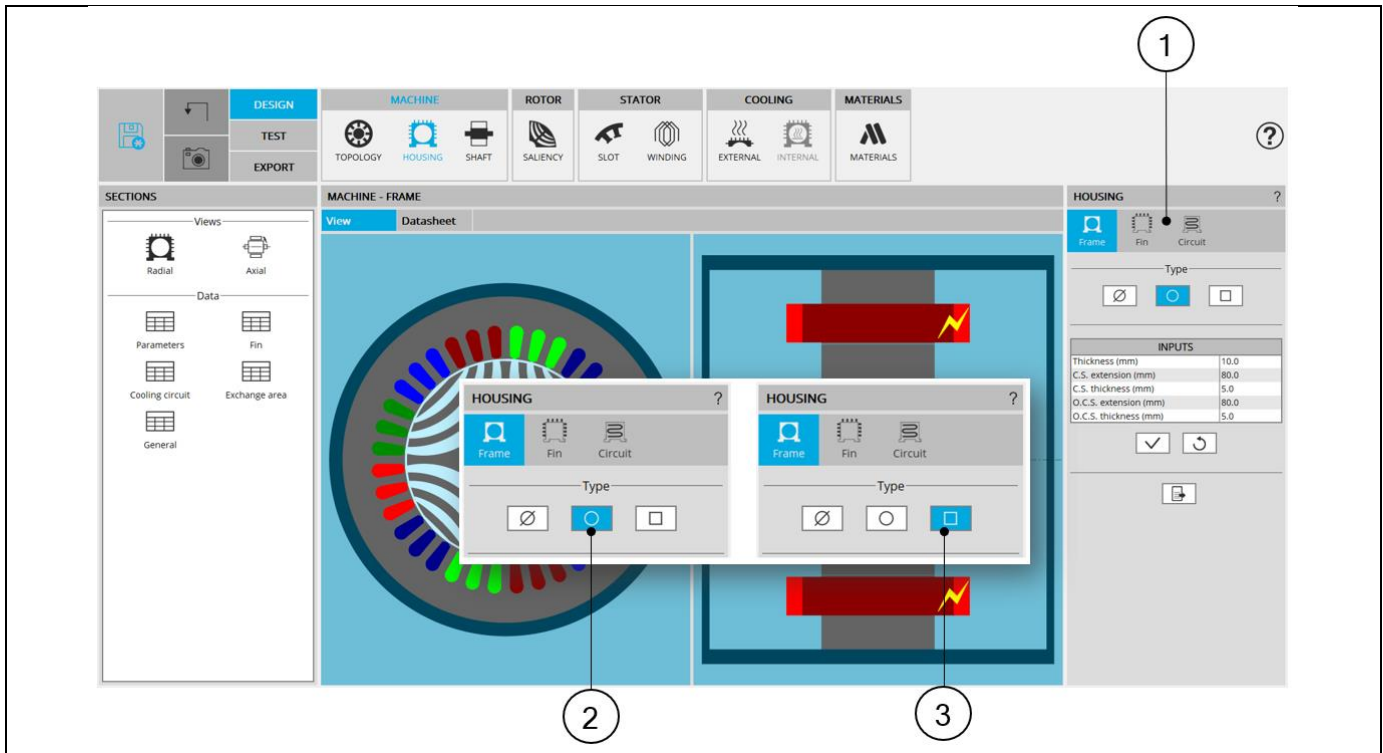 1
DESIGN
TEST
EXPORT
MACHINE
TOPOLOGY HOUSING SHAFT
ROTOR
SALIENCY
STATOR
SLOT WINDING
COOLING
EXTERNAL INTERNAL
MATERIALS
MATERIALS
?
SECTIONS
Views
Radial Axial
Data
Parameters Fin
Cooling circuit Exchange area
General
MACHINE - FRAME
View Datasheet
HOUSING ?
Frame Fin Circuit
Type
INPUTS
Thickness (mm) 10.0
C.S. extension (mm) 80.0
C.S. thickness (mm) 5.0
O.C.S. extension (mm) 80.0
O.C.S. thickness (mm) 5.0
HOUSING ?
Frame Fin Circuit
Type
HOUSING ?
Frame Fin Circuit
Type
2
3